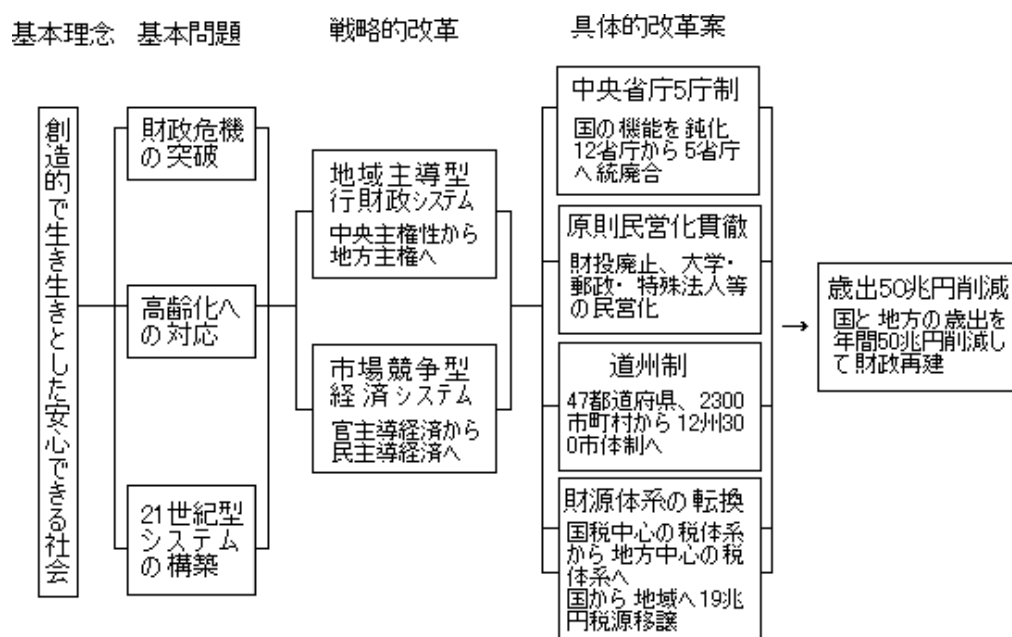 基本理念
基本問題
戦略的改革
具体的改革案
創造的で生き生きとした安心できる社会
財政危機
の突破
高齢化へ
の対応
21世紀型
システム
の構築
地域主導型
行財政システム
中央主権性から
地方主権へ
市場競争型
経済システム
官主導経済から
民主導経済へ
中央省庁5庁制
国の機能を鈍化
12省庁から5省庁
へ統廃合
原則民営化貫徹
財投廃止、大学・
郵政・特殊法人等
の民営化
道州制
47都道府県、2300
市町村から12州30
0市体制へ
財源体系の転換
国税中心の税体系
から地方中心の税
体系へ
国から地域へ19兆
円税源移譲
→
歳出50兆円削減
国と地方の歳出を
年間50兆円削減し
て財政再建